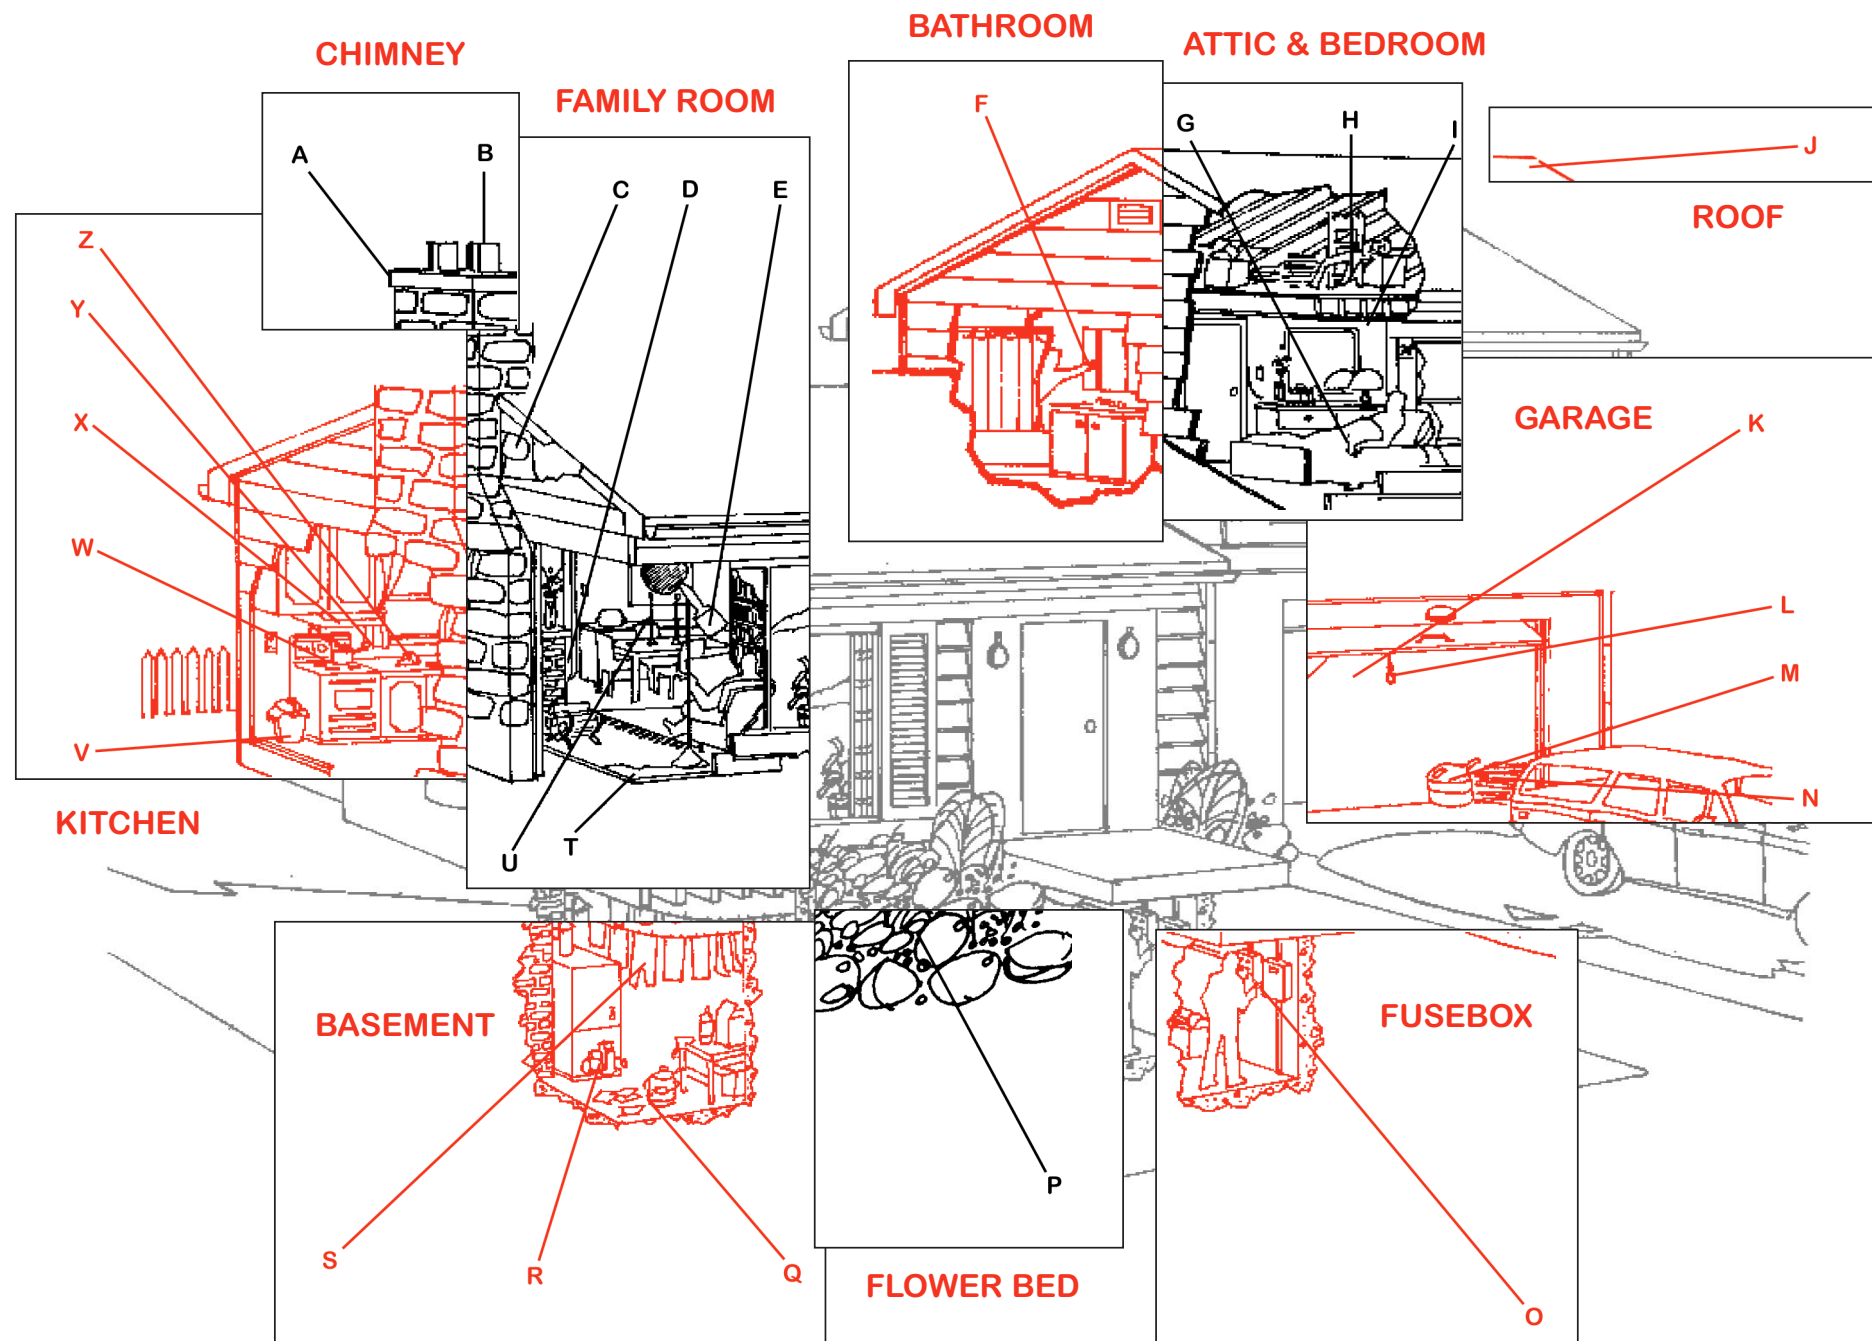 BATHROOM
ATTIC & BEDROOM
CHIMNEY
FAMILY ROOM
F
G
H
I
J
A
B
C
D
E
ROOF
Z
Y
X
W
V
GARAGE
K
L
M
N
KITCHEN
U
T
BASEMENT
FUSEBOX
P
S
R
Q
FLOWER BED
O